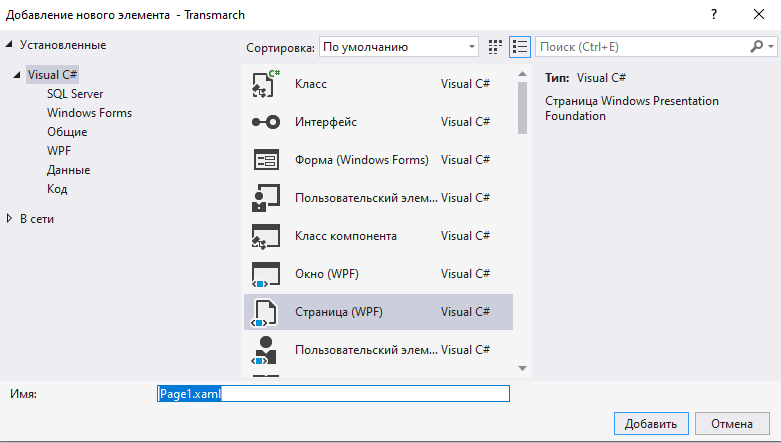 Добавление нового элемента - Transmarch
? ×
Установленные
Visual C#
SQL Server
Windows Forms
Общие
WPF
Данные
Код
В сети
Сортировка: По умолчанию
Поиск (Ctrl+E)
C#
Класс Visual C#
Интерфейс Visual C#
Форма (Windows Forms) Visual C#
Пользовательский элем... Visual C#
Класс компонента Visual C#
Окно (WPF) Visual C#
Страница (WPF) Visual C#
Пользовательский элем... Visual C#
Тип: Visual C#
Страница Windows Presentation
Foundation
Имя: Page1.xaml
Добавить Отмена